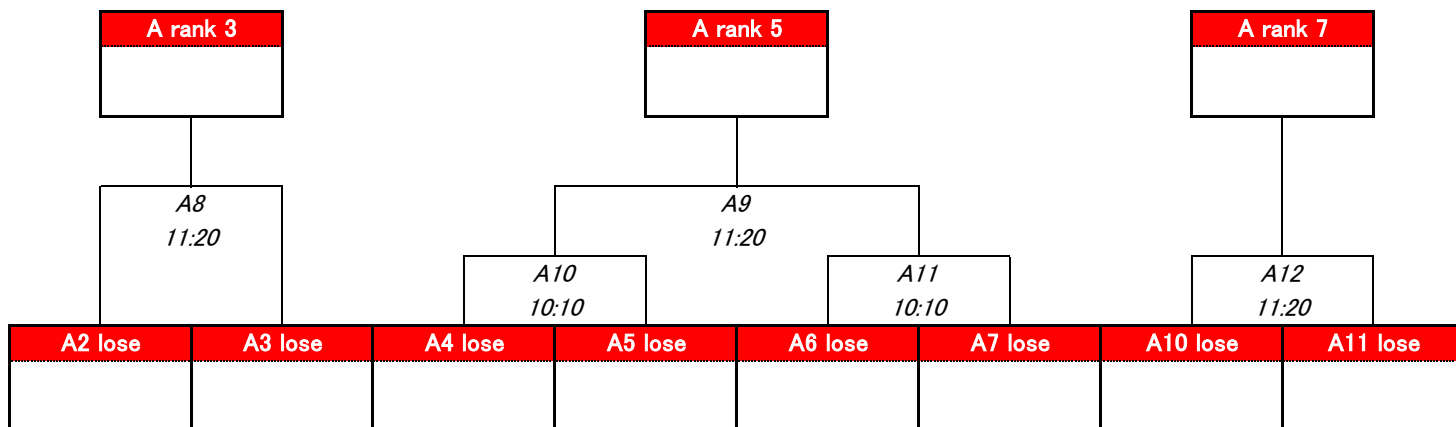 A rank 3
A rank 5
A rank 7
A8
11:20
A9
11:20
A10
10:10
A11
10:10
A12
11:20
A2 lose
A3 lose
A4 lose
A5 lose
A6 lose
A7 lose
A10 lose
A11 lose